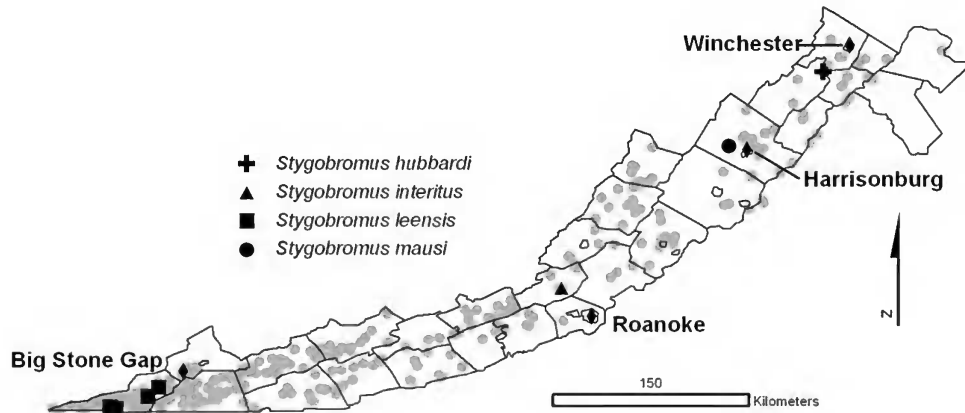 Winchester
Stygobromus hubbardi
Stygobromus interitus
Stygobromus leensis
Stygobromus mausi
Harrisonburg
N
Roanoke
Big Stone Gap
150
Kilometers